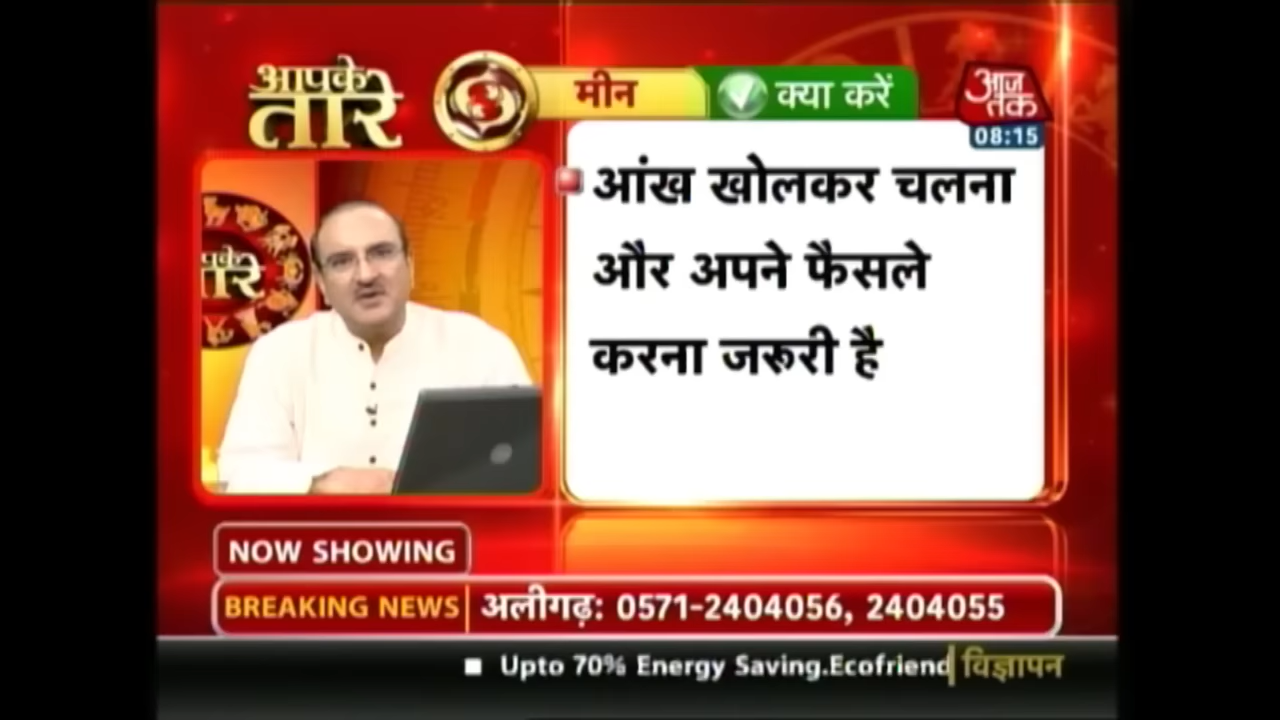 आपके
तारे
मीन
क्या करें
आज
तक
08:15
आंख खोलकर चलना
और अपने फैसले
करना जरूरी है
पके
तारे
NOW SHOWING
BREAKING NEWS
अलीगढ़: 0571-2404056, 2404055
Upto 70% Energy Saving.Ecofriend
विज्ञापन